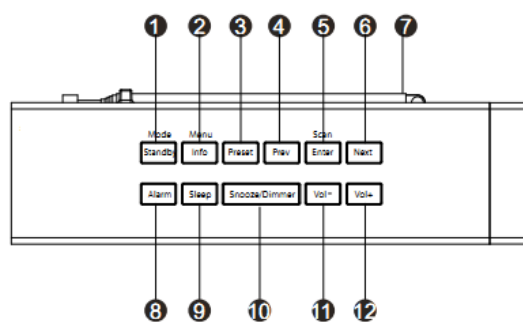 1 2 3 4 5 6 7
Mode Menu Scan
Standby Info Preset Prev Enter Next
Alarm Sleep Snooze/Dimmer Vol- Vol+
8 9 10 11 12